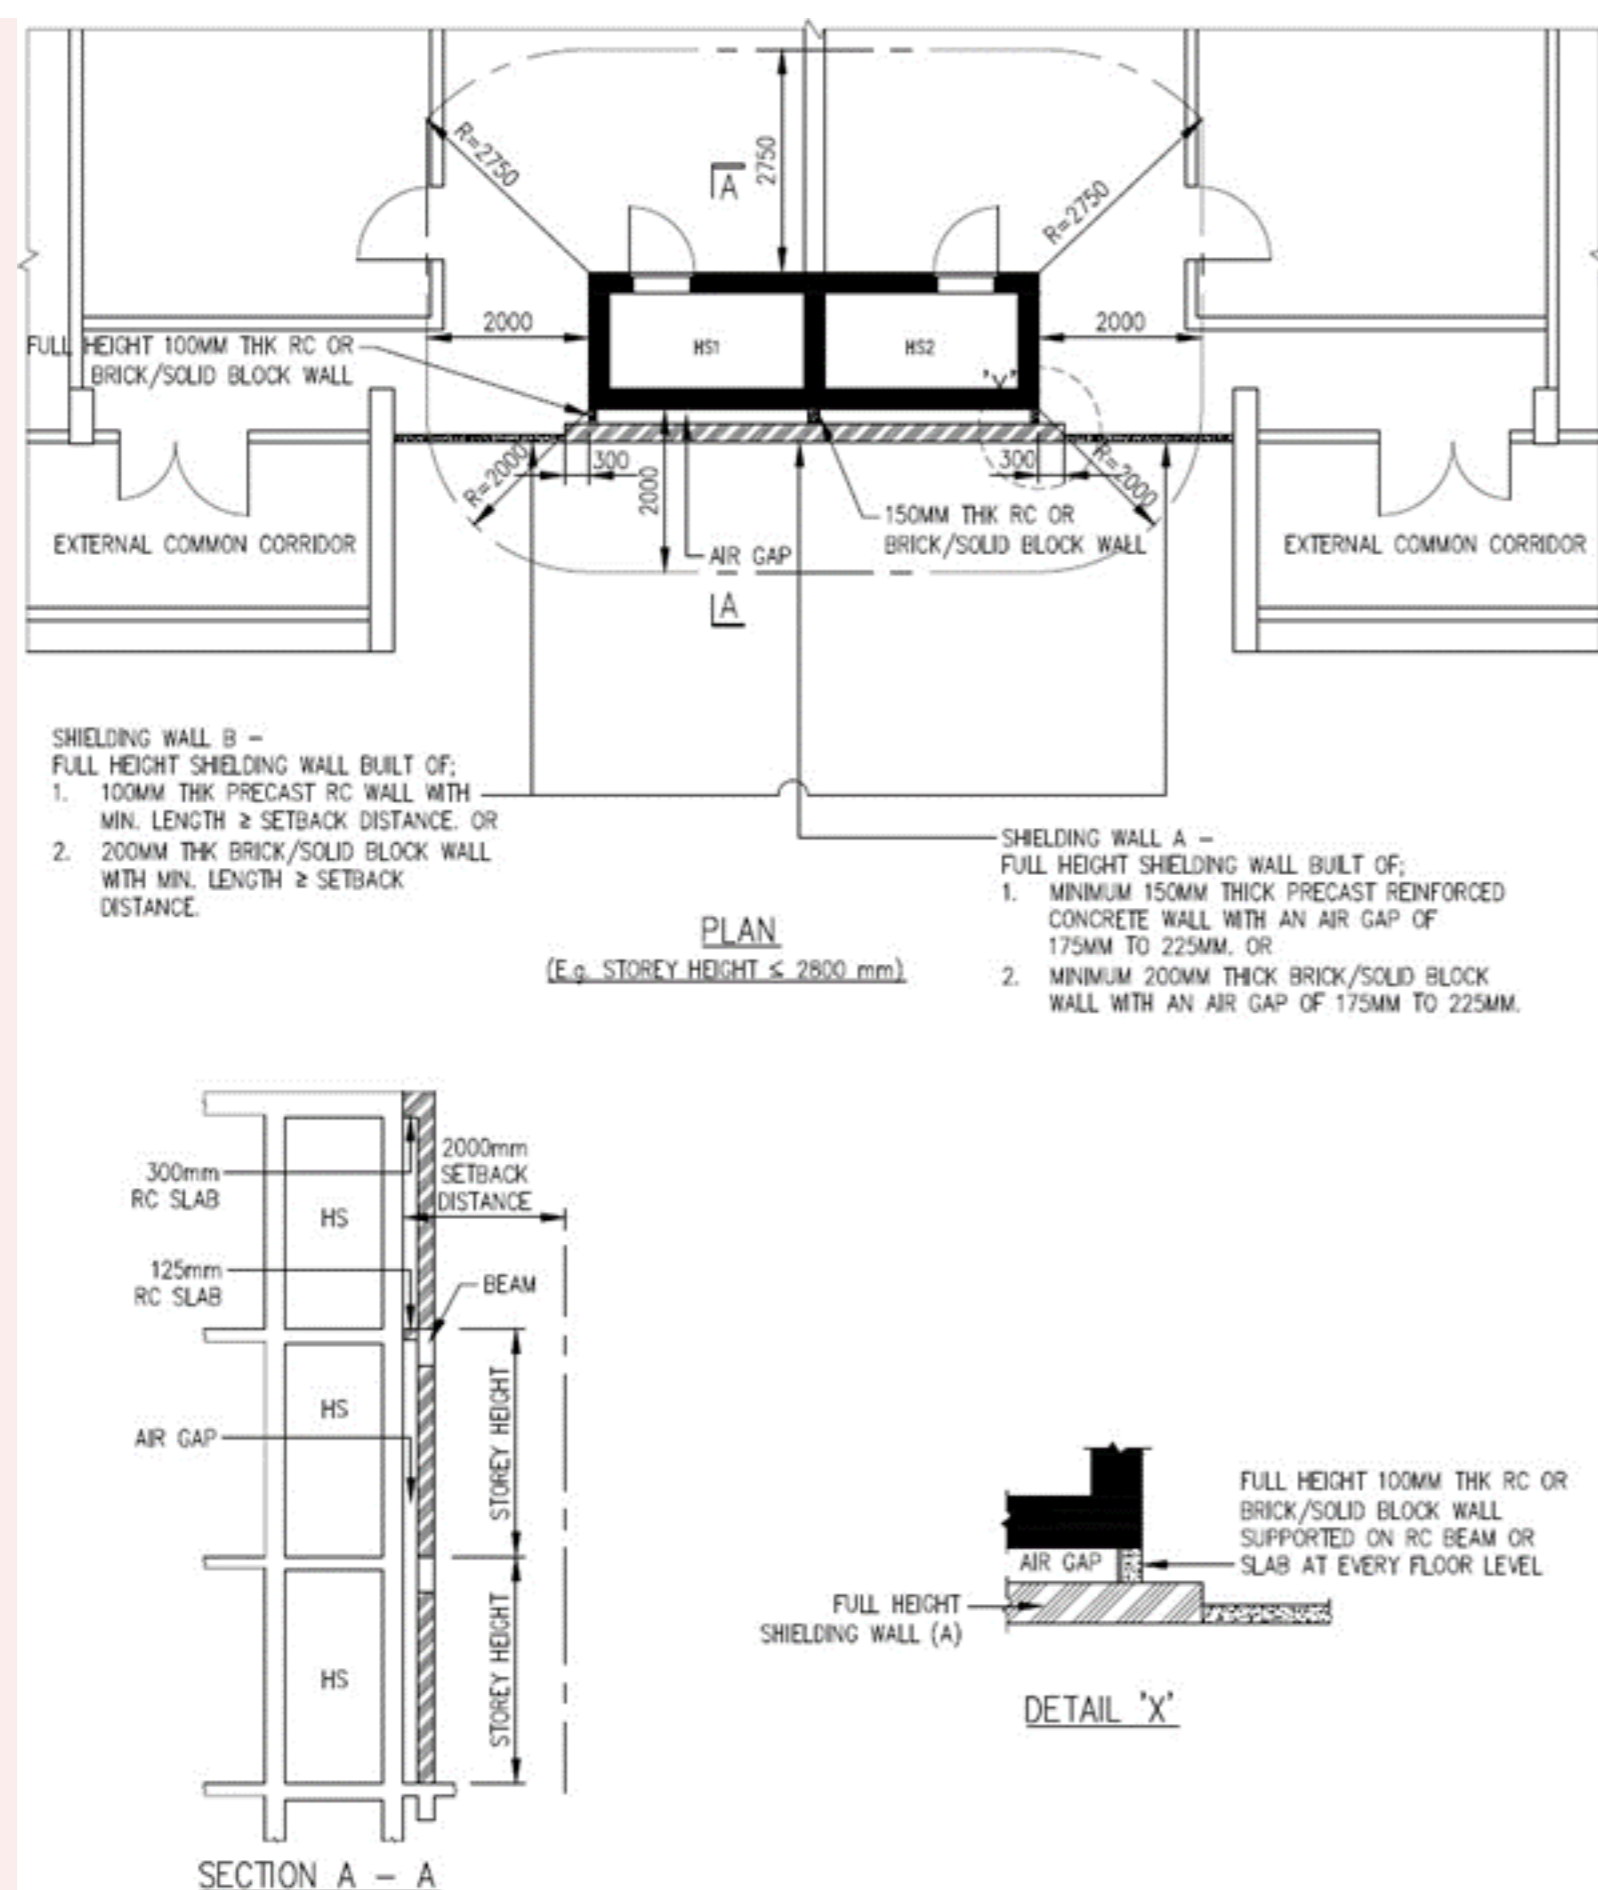 R=2750
2750
A
R=2750
2000
2000
FULL HEIGHT 100MM THK RC OR
BRICK/SOLID BLOCK WALL
HS1
HS2
R=2000
300
2000
300
R=2000
150MM THK RC OR
BRICK/SOLID BLOCK WALL
EXTERNAL COMMON CORRIDOR
AIR GAP
EXTERNAL COMMON CORRIDOR
A
SHIELDING WALL B –
FULL HEIGHT SHIELDING WALL BUILT OF;
1. 100MM THK PRECAST RC WALL WITH
MIN. LENGTH ≥ SETBACK DISTANCE. OR
2. 200MM THK BRICK/SOLID BLOCK WALL
WITH MIN. LENGTH ≥ SETBACK
DISTANCE.
SHIELDING WALL A –
FULL HEIGHT SHIELDING WALL BUILT OF;
1. MINIMUM 150MM THICK PRECAST REINFORCED
CONCRETE WALL WITH AN AIR GAP OF
175MM TO 225MM. OR
2. MINIMUM 200MM THICK BRICK/SOLID BLOCK
WALL WITH AN AIR GAP OF 175MM TO 225MM.
PLAN
(E.g. STOREY HEIGHT ≤ 2800 mm)
300mm
RC SLAB
2000mm
SETBACK
DISTANCE
HS
125mm
RC SLAB
BEAM
HS
AIR GAP
STOREY HEIGHT
HS
STOREY HEIGHT
SECTION A – A
AIR GAP
FULL HEIGHT 100MM THK RC OR
BRICK/SOLID BLOCK WALL
SUPPORTED ON RC BEAM OR
SLAB AT EVERY FLOOR LEVEL
FULL HEIGHT
SHIELDING WALL (A)
DETAIL 'X'